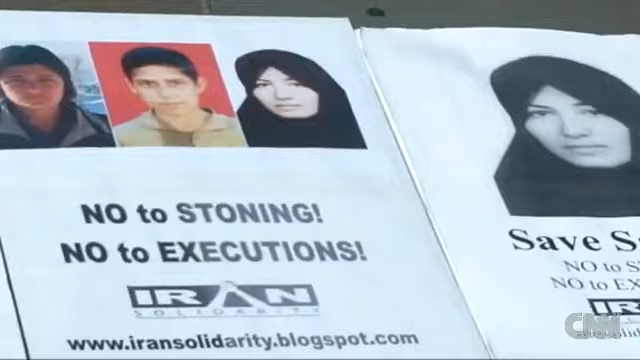 NO to STONING!
NO to EXECUTIONS!
IRAN
SOLIDARITY
www.iransolidarity.blogspot.com
Save S
NO to S
NO to EX
IR
CNN